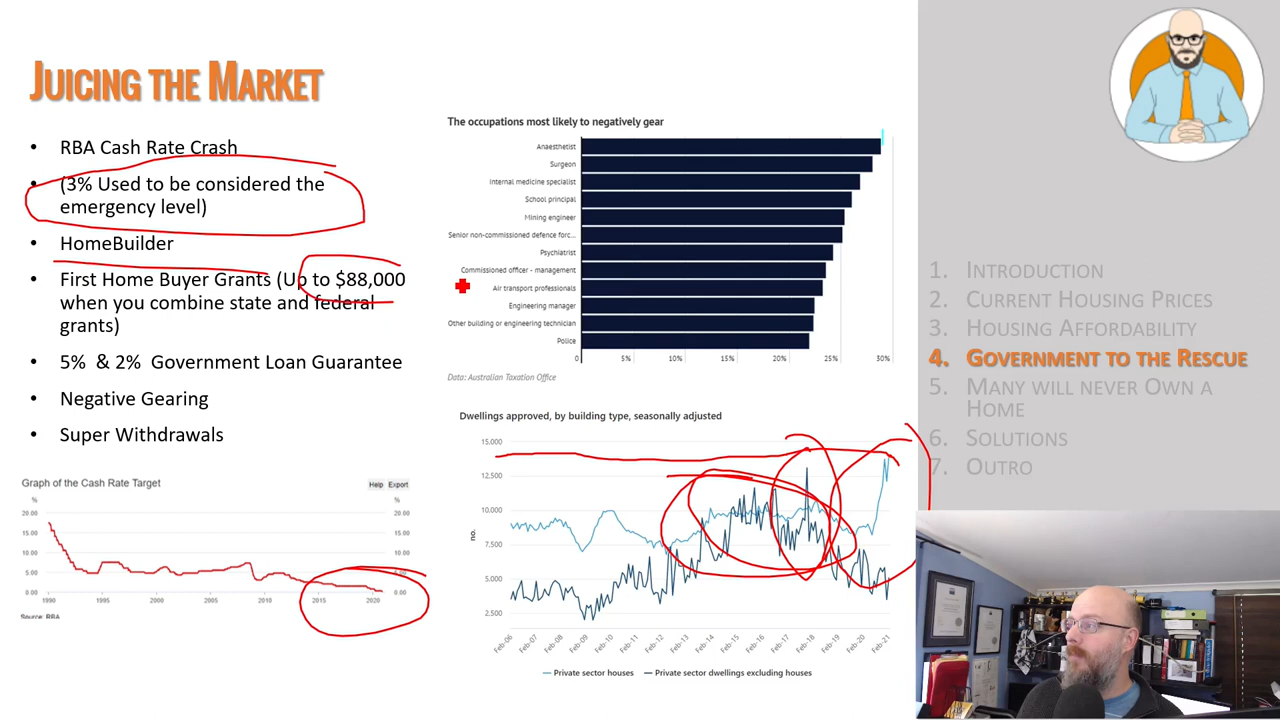 JUICING THE MARKET
• RBA Cash Rate Crash
• (3% Used to be considered the
emergency level)
• HomeBuilder
• First Home Buyer Grants (Up to $88,000
when you combine state and federal
grants)
• 5% & 2% Government Loan Guarantee
• Negative Gearing
• Super Withdrawals
Graph of the Cash Rate Target
Help Export
% %
20.00 20.00
15.00 15.00
10.00 10.00
5.00
0.00 0.00
1990 1995 2000 2005 2010 2015 2020
Source: RBA
The occupations most likely to negatively gear
Anaesthetist
Surgeon
Internal medicine specialist
School principal
Mining engineer
Senior non-commissioned defence forc...
Psychiatrist
Commissioned officer - management
Air transport professionals
Engineering manager
Other building or engineering technician
Police
0 5% 10% 15% 20% 25% 30%
Data: Australian Taxation Office
Dwellings approved, by building type, seasonally adjusted
15,000
12,500
10,000
7,500
5,000
2,500
no.
Feb-06 Feb-07 Feb-08 Feb-09 Feb-10 Feb-11 Feb-12 Feb-13 Feb-14 Feb-15 Feb-16 Feb-17 Feb-18 Feb-19 Feb-20 Feb-21
Private sector houses Private sector dwellings excluding houses
1. INTRODUCTION
2. CURRENT HOUSING PRICES
3. HOUSING AFFORDABILITY
4. GOVERNMENT TO THE RESCUE
5. MANY WILL NEVER OWN A
HOME
6. SOLUTIONS
7. OUTRO